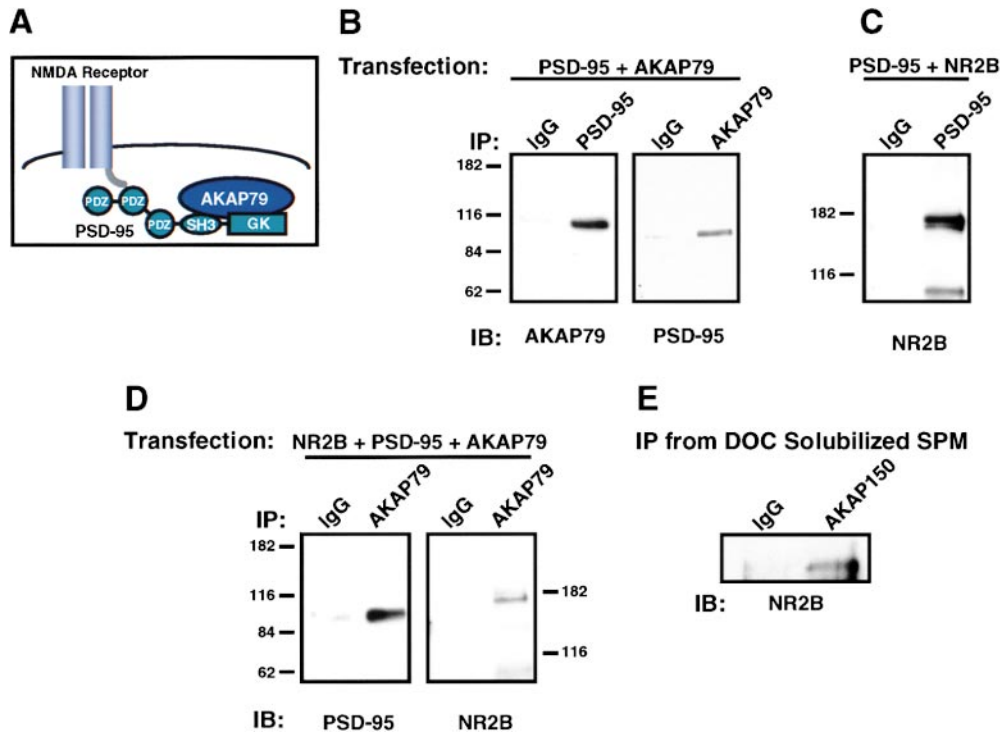 A
NMDA Receptor
PDZ PDZ
AKAP79
PDZ SH3 GK
PSD-95
B
Transfection: PSD-95 + AKAP79
IP: IgG PSD-95 IgG AKAP79
182
116
84
62
IB: AKAP79 PSD-95
C
PSD-95 + NR2B
IgG PSD-95
182
116
NR2B
D
Transfection: NR2B + PSD-95 + AKAP79
IP: IgG AKAP79 IgG AKAP79
182
116
84
62
182
116
IB: PSD-95 NR2B
E
IP from DOC Solubilized SPM
IgG AKAP150
IB: NR2B